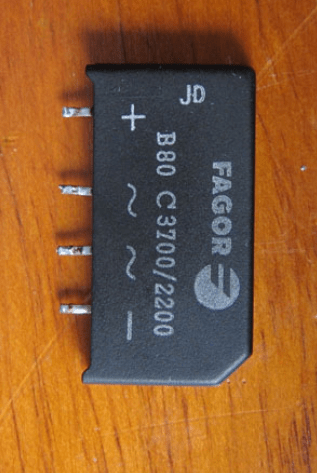 JD
FAGOR
B80 C3700/2200
+ ~ ~ −